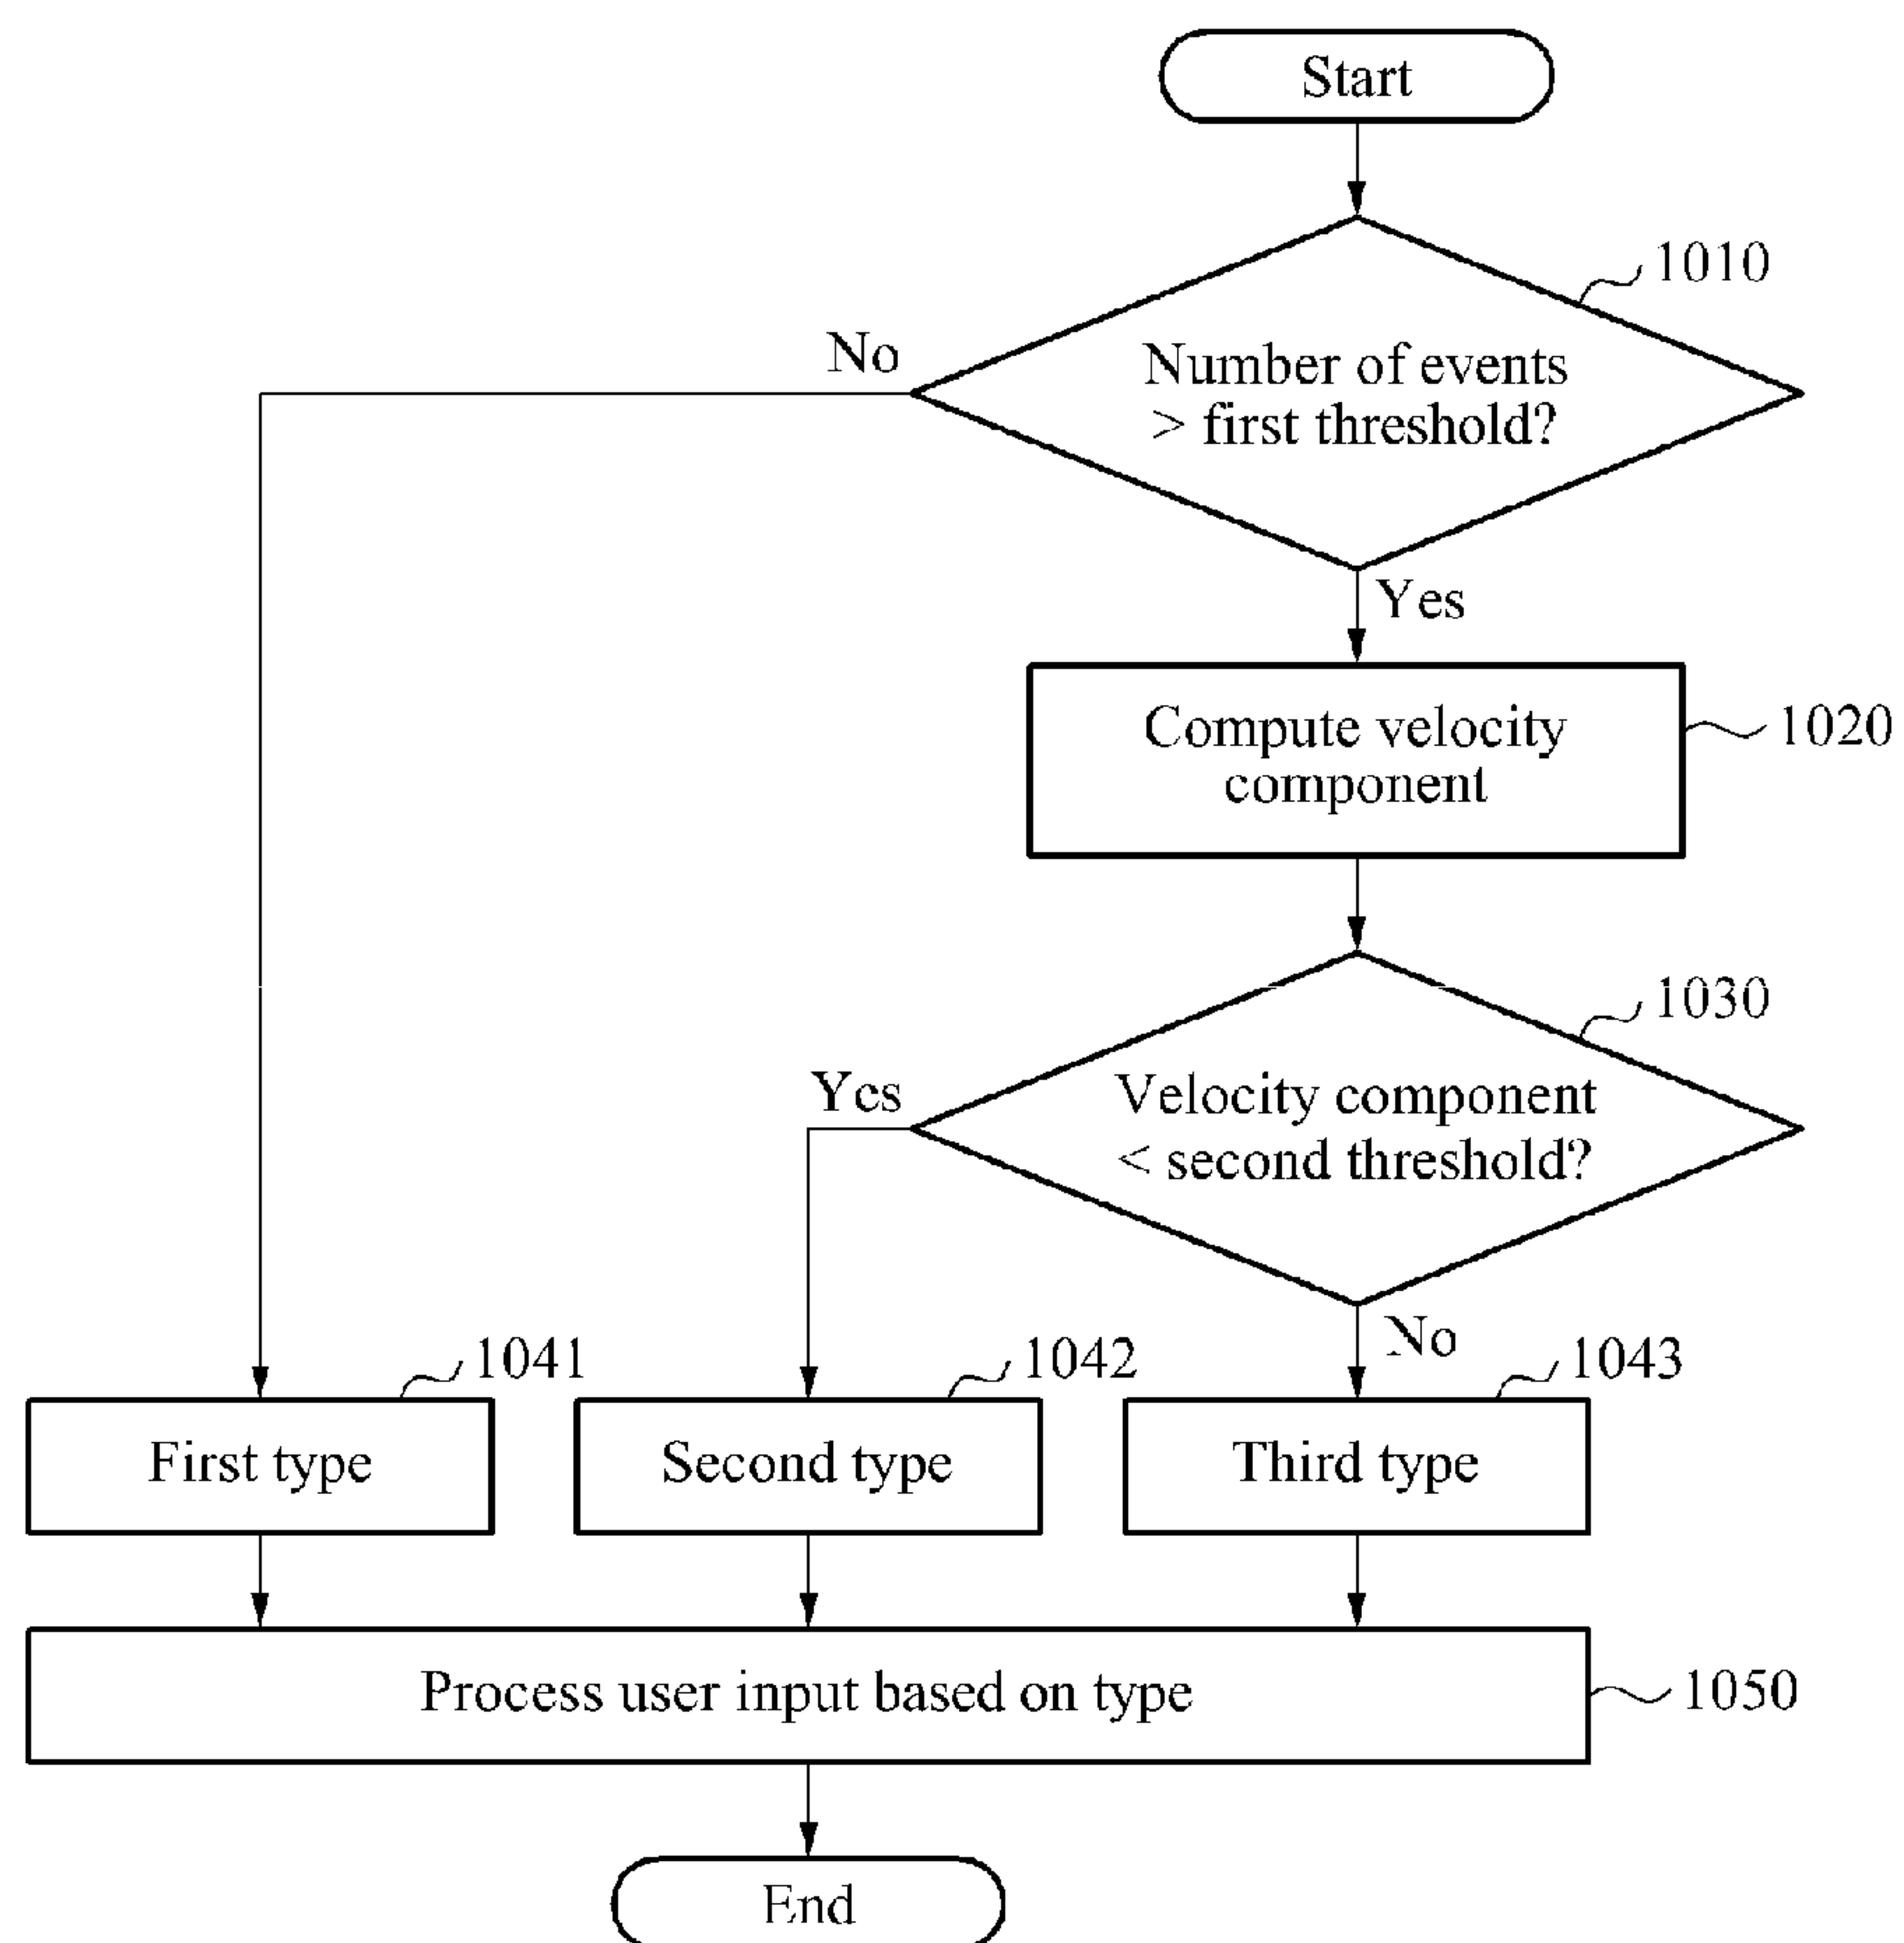 Start
1010
No
Number of events
> first threshold?
Yes
Compute velocity
component
1020
1030
Yes
Velocity component
< second threshold?
No
1041
1042
1043
First type
Second type
Third type
Process user input based on type
1050
End